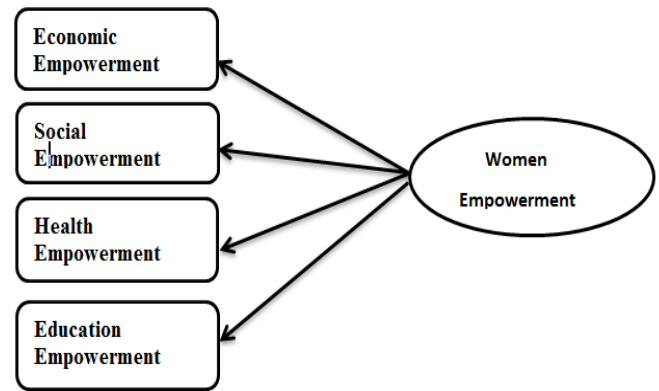 Economic
Empowerment
Social
Empowerment
Health
Empowerment
Education
Empowerment
Women
Empowerment